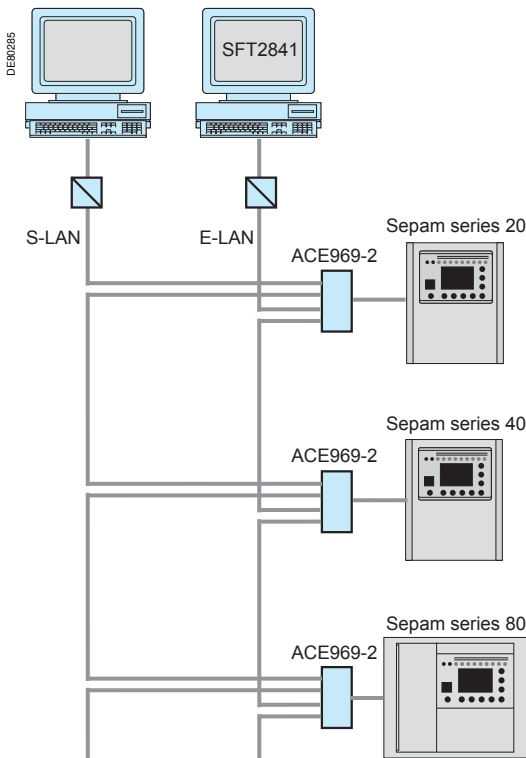 DE80285
SFT2841
S-LAN
E-LAN
Sepam series 20
ACE969-2
Sepam series 40
ACE969-2
Sepam series 80
ACE969-2